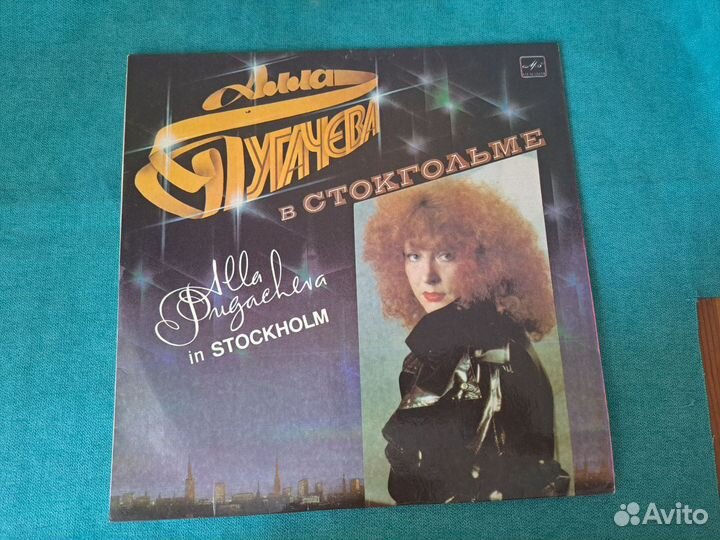 Алла
ПУГАЧЕВА
в СТОКГОЛЬМЕ
Alla
Pugacheva
in STOCKHOLM
Avito